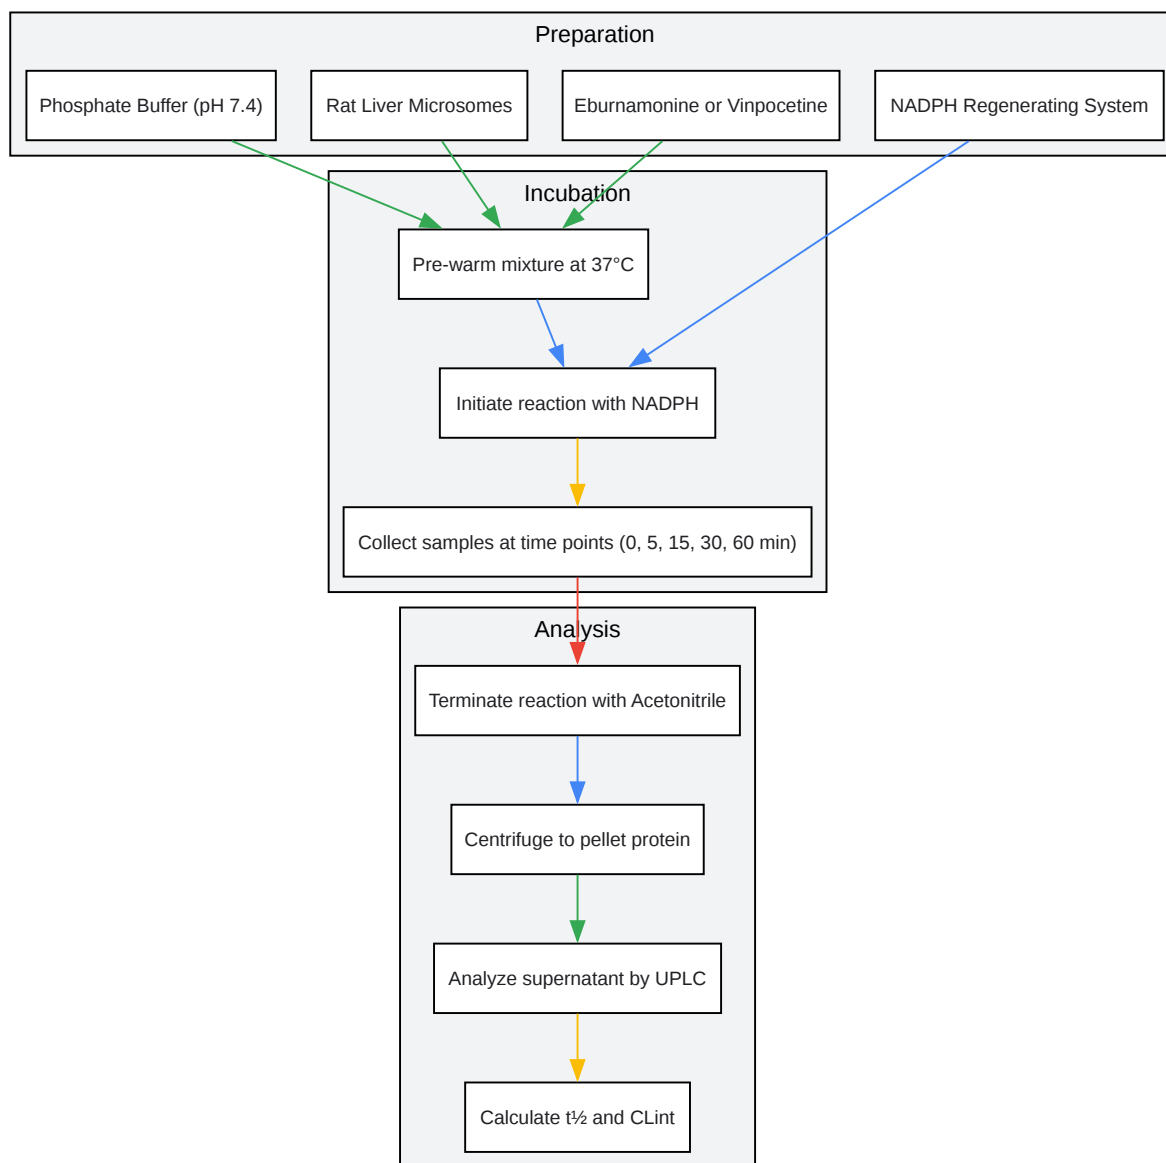 Preparation
Phosphate Buffer (pH 7.4)
Rat Liver Microsomes
Eburnamonine or Vinpocetine
NADPH Regenerating System
Incubation
Pre-warm mixture at 37°C
Initiate reaction with NADPH
Collect samples at time points (0, 5, 15, 30, 60 min)
Analysis
Terminate reaction with Acetonitrile
Centrifuge to pellet protein
Analyze supernatant by UPLC
Calculate t½ and CLint